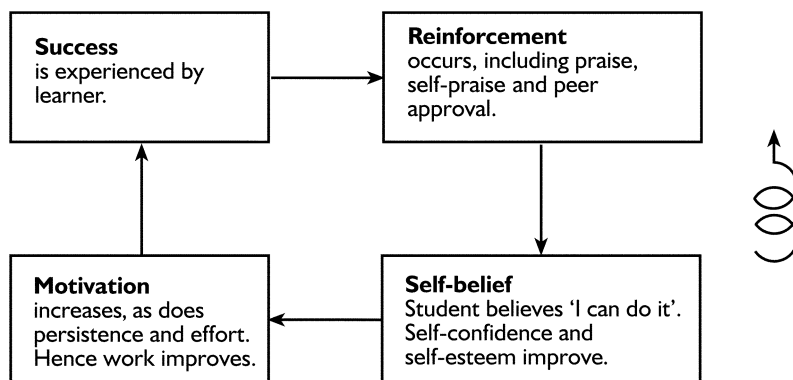 Success
is experienced by
learner.
Reinforcement
occurs, including praise,
self-praise and peer
approval.
Motivation
increases, as does
persistence and effort.
Hence work improves.
Self-belief
Student believes ‘I can do it’.
Self-confidence and
self-esteem improve.